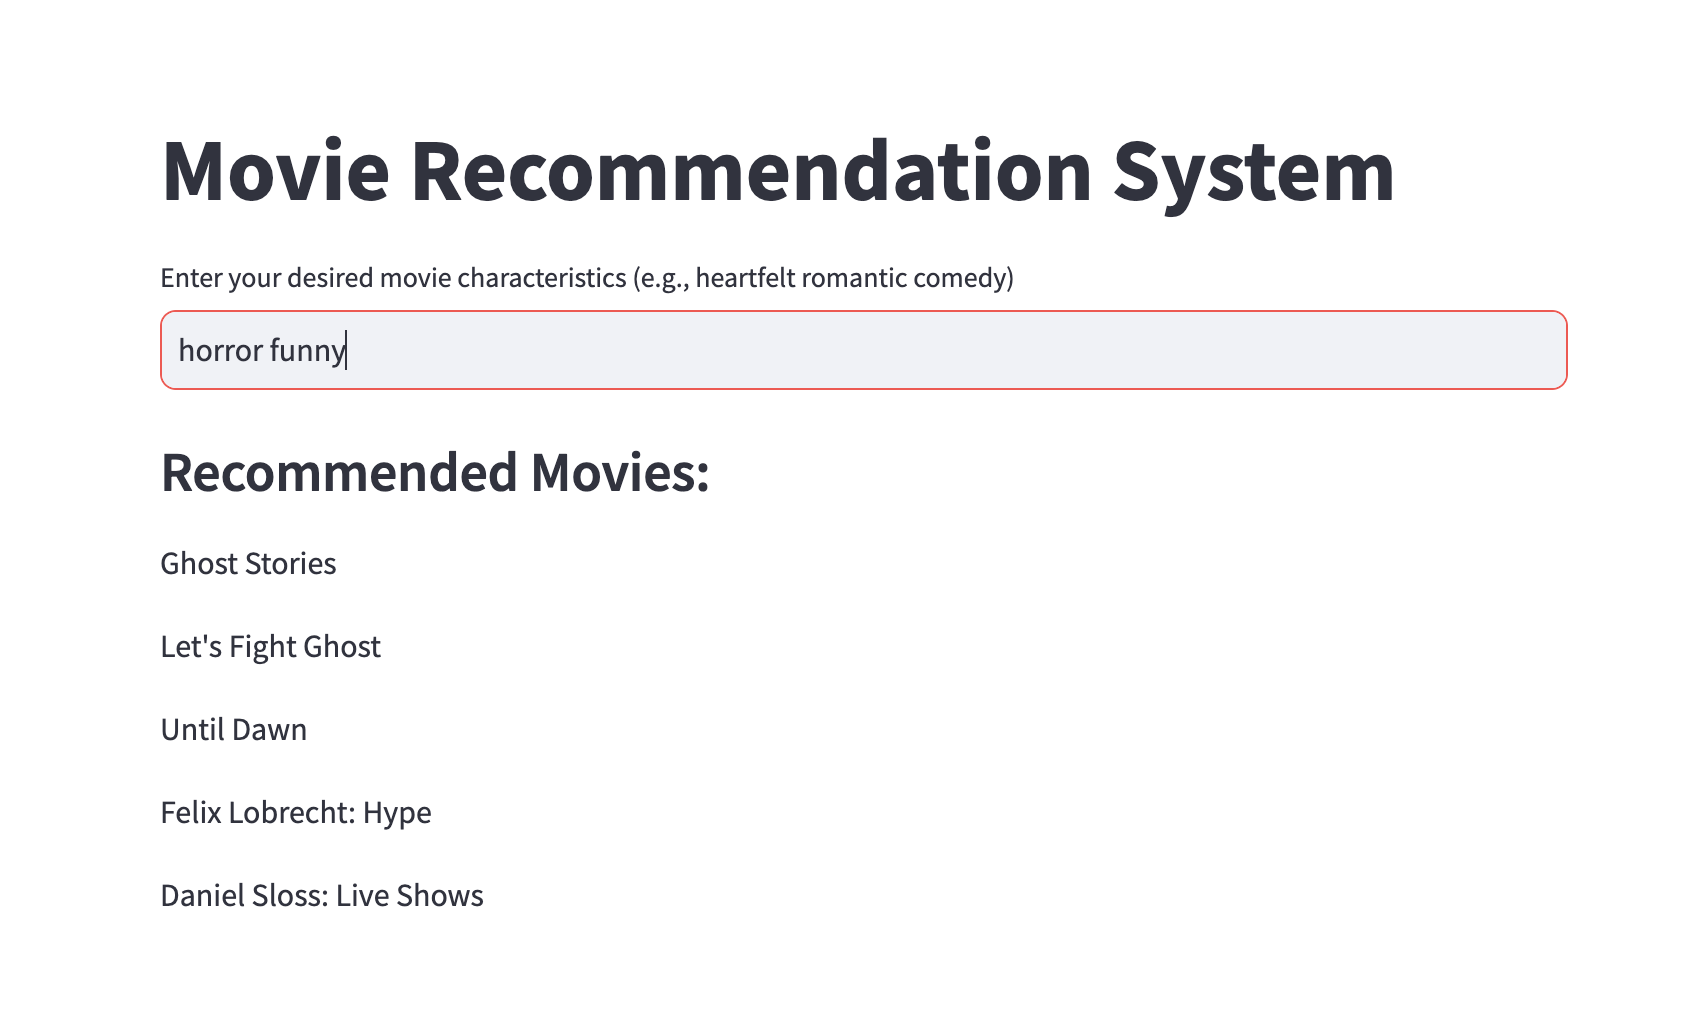 Movie Recommendation System
Enter your desired movie characteristics (e.g., heartfelt romantic comedy)
horror funny
Recommended Movies:
Ghost Stories
Let's Fight Ghost
Until Dawn
Felix Lobrecht: Hype
Daniel Sloss: Live Shows